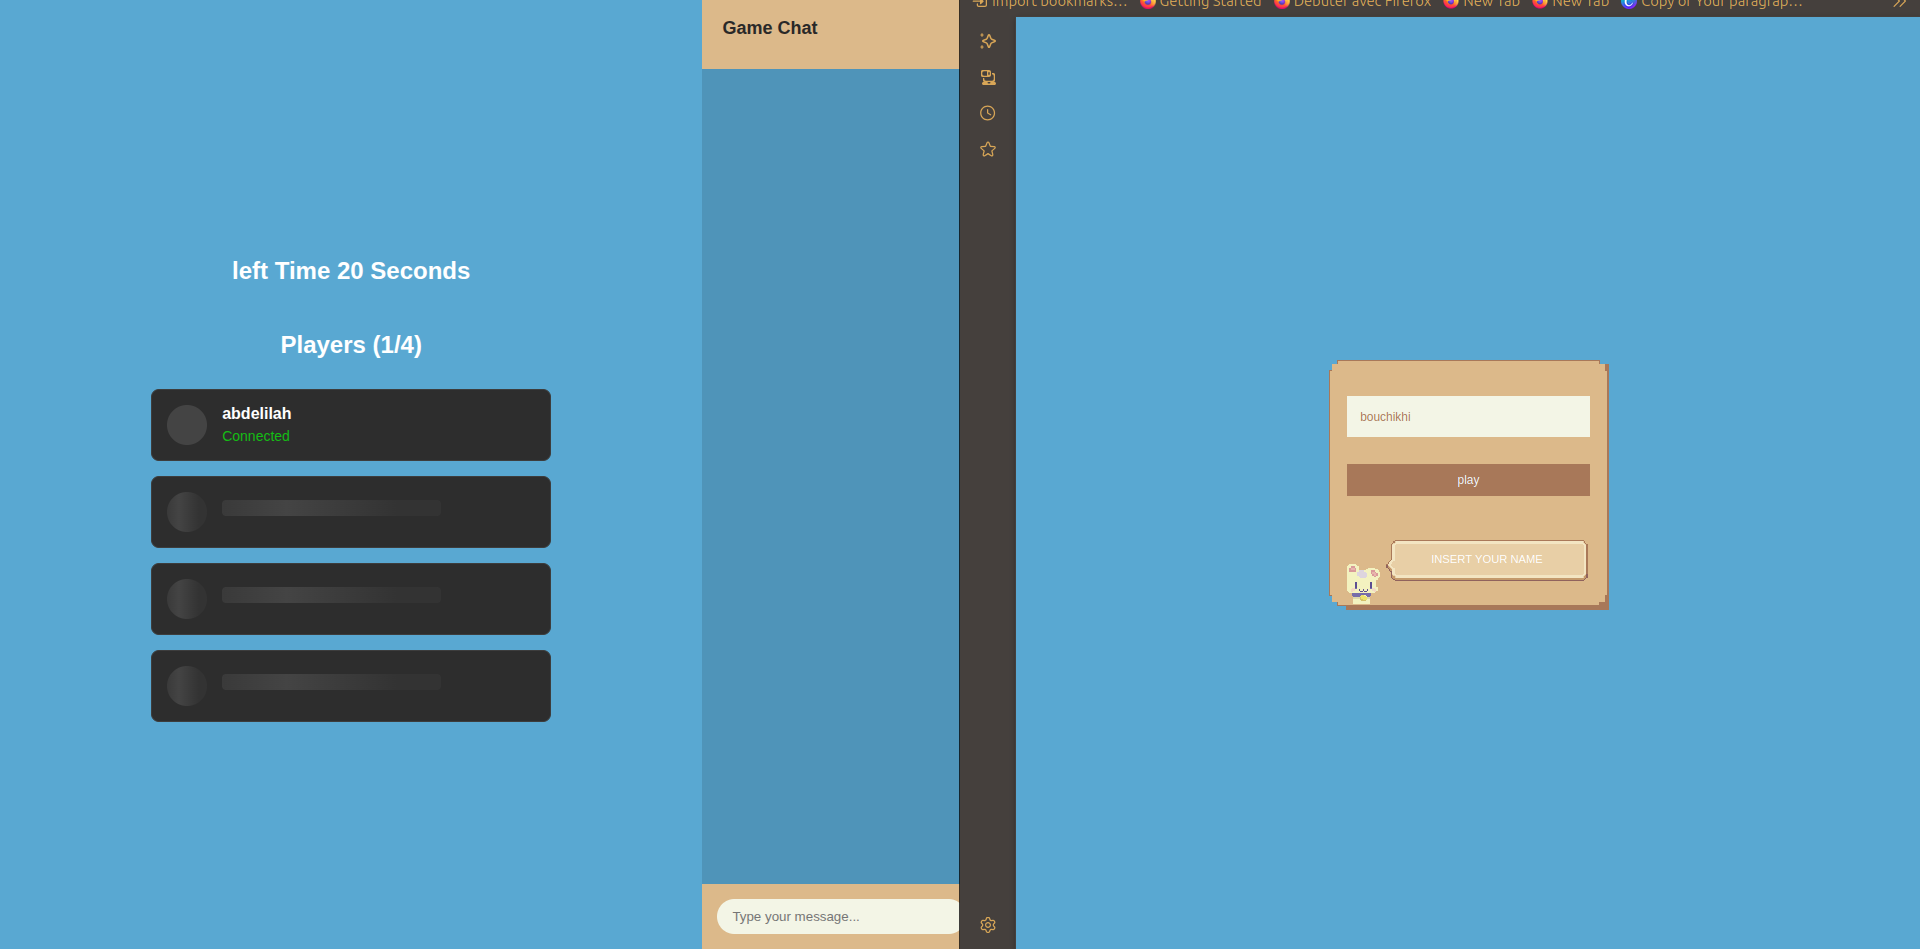 Game Chat
left Time 20 Seconds
Players (1/4)
abdelilah
Connected
Type your message...
Import bookmarks… Getting Started Débuter avec Firefox New Tab New Tab Copy of Your paragrap…
bouchikhi
play
INSERT YOUR NAME